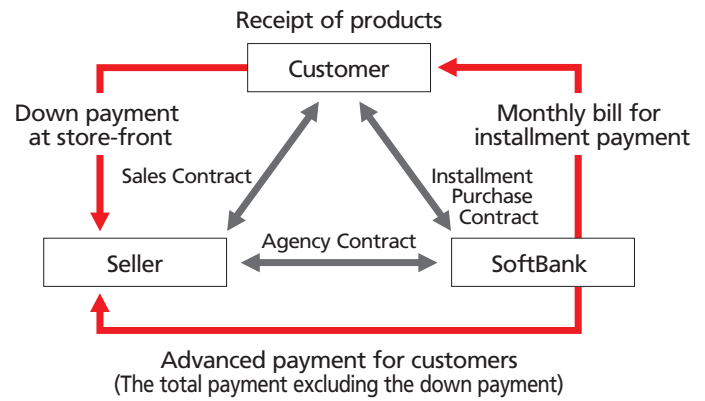 Receipt of products
Customer
Down payment
at store-front
Monthly bill for
installment payment
Sales Contract
Installment
Purchase
Contract
Agency Contract
Seller
SoftBank
Advanced payment for customers
(The total payment excluding the down payment)